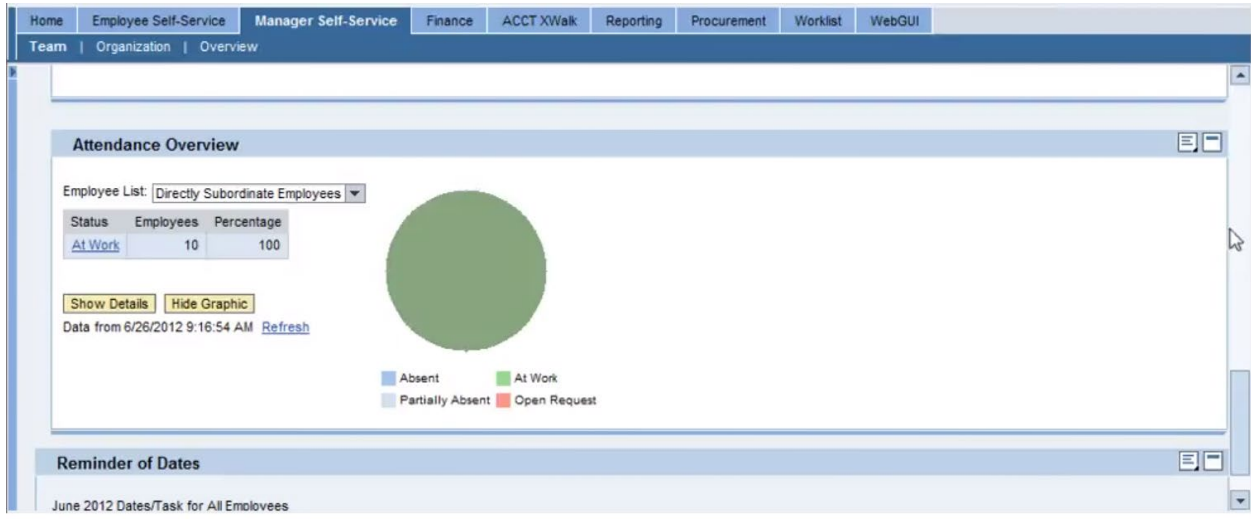 Home Employee Self-Service Manager Self-Service Finance ACCT XWalk Reporting Procurement Worklist WebGUI
Team | Organization | Overview
Attendance Overview
Employee List: Directly Subordinate Employees
Status Employees Percentage
At Work 10 100
Show Details Hide Graphic
Data from 6/26/2012 9:16:54 AM Refresh
Absent At Work
Partially Absent Open Request
Reminder of Dates
June 2012 Dates/Task for All Employees